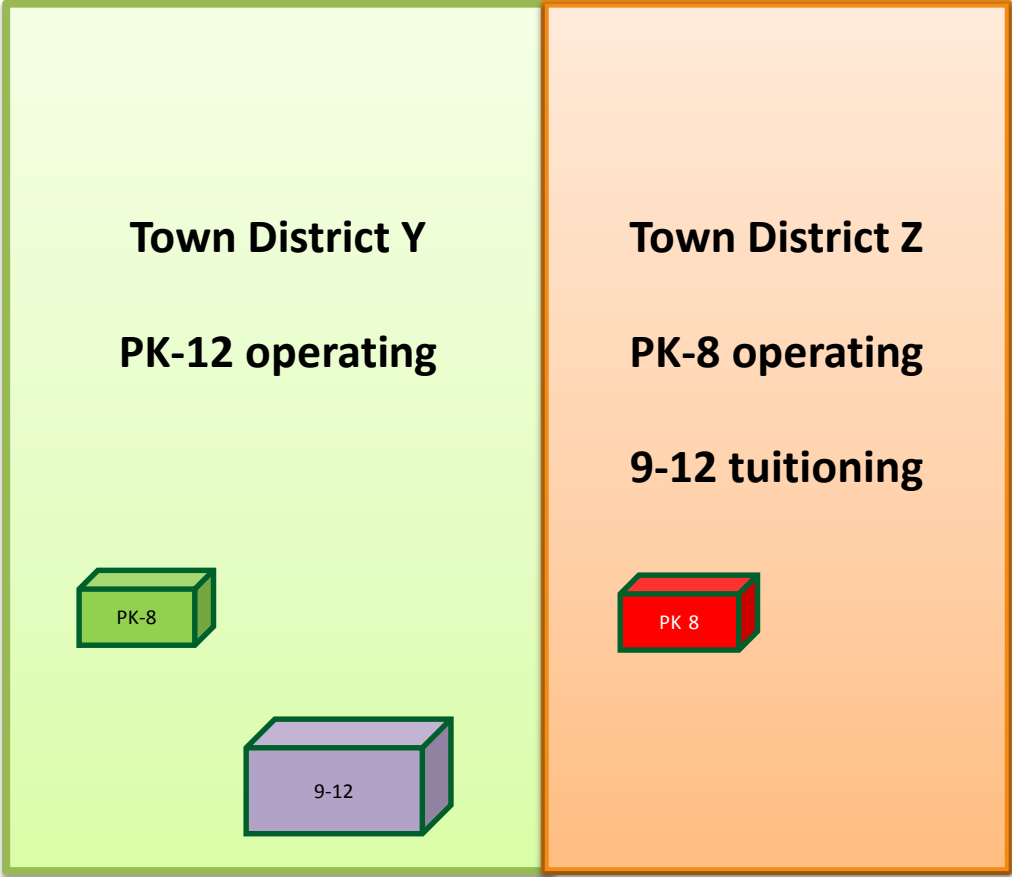 Town District Y
PK-12 operating
PK-8
9-12
Town District Z
PK-8 operating
9-12 tuitioning
PK 8